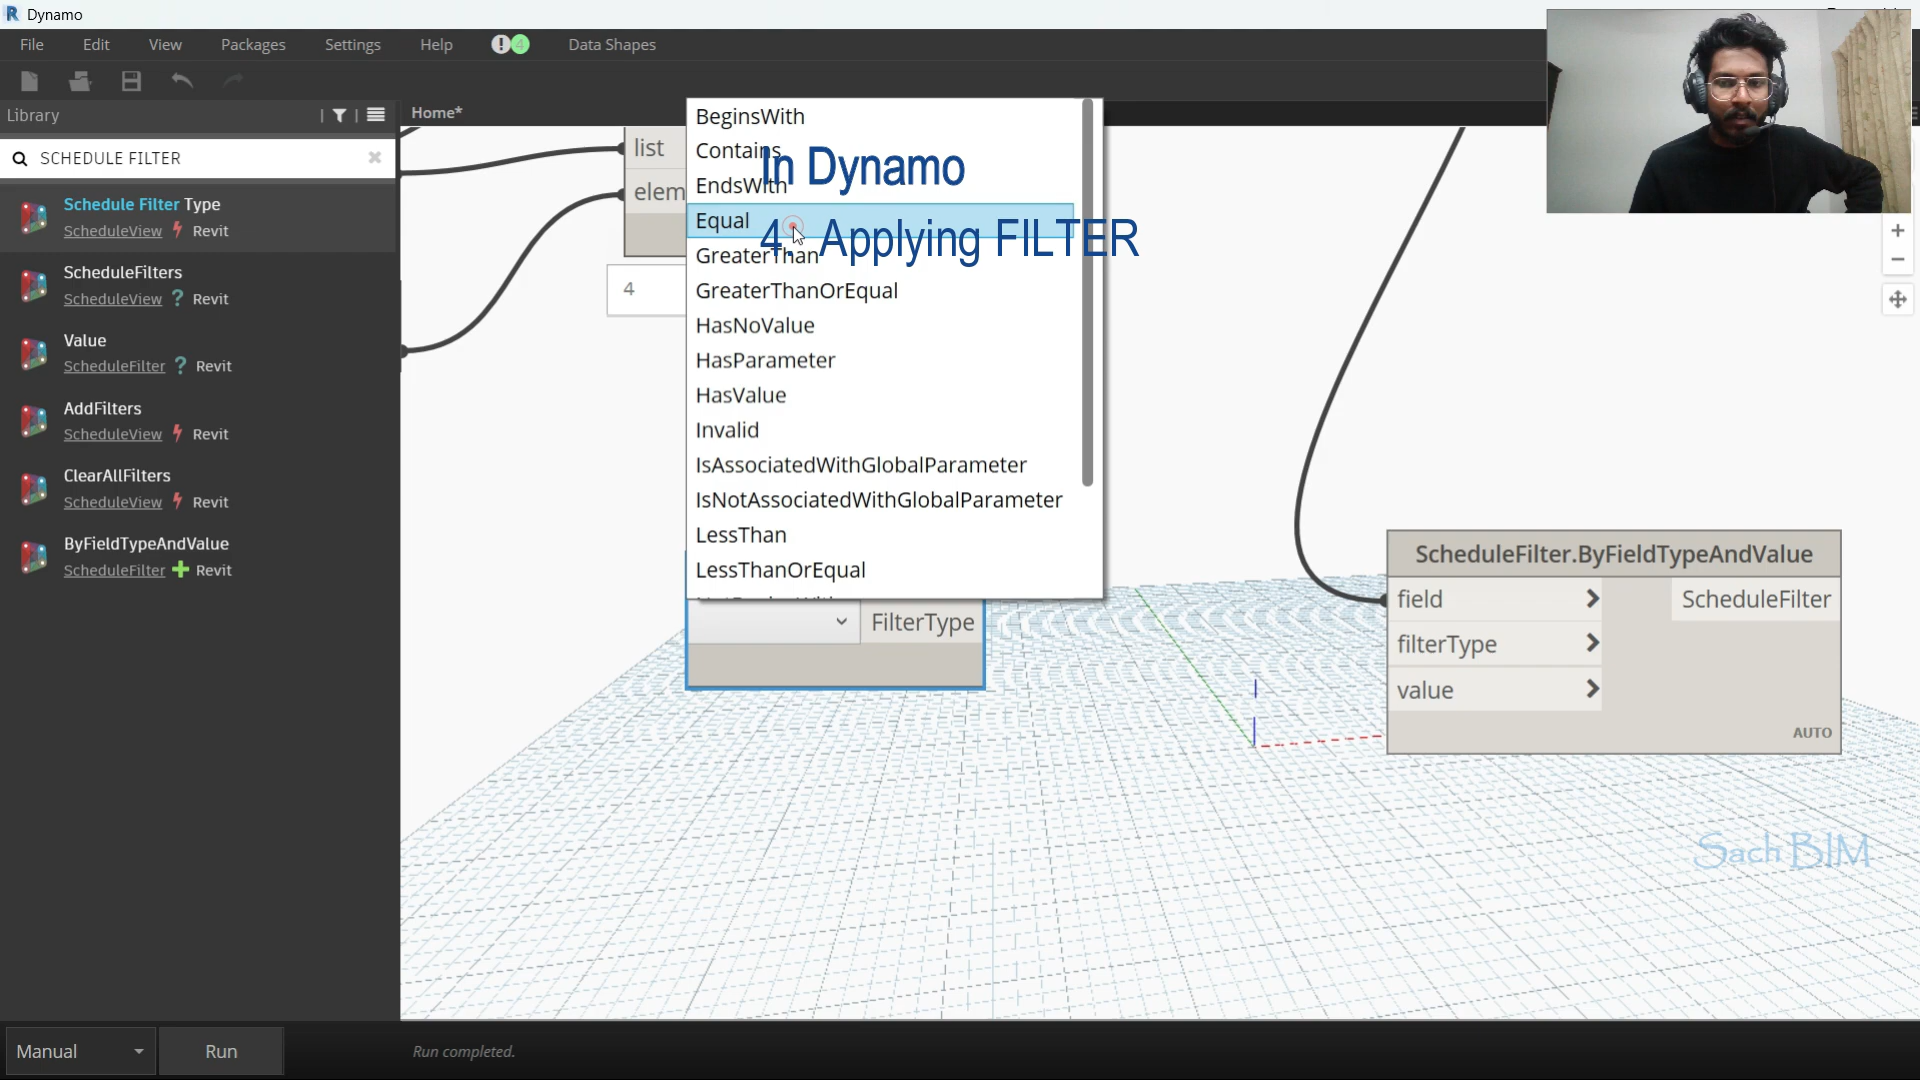 Dynamo
File Edit View Packages Settings Help ! 4 Data Shapes
Library
Home*
SCHEDULE FILTER
Schedule Filter Type
ScheduleView Revit
ScheduleFilters
ScheduleView ? Revit
Value
ScheduleFilter ? Revit
AddFilters
ScheduleView Revit
ClearAllFilters
ScheduleView Revit
ByFieldTypeAndValue
ScheduleFilter Revit
list
elem
4
BeginsWith
Contains
EndsWith
Equal
GreaterThan
GreaterThanOrEqual
HasNoValue
HasParameter
HasValue
Invalid
IsAssociatedWithGlobalParameter
IsNotAssociatedWithGlobalParameter
LessThan
LessThanOrEqual
In Dynamo
4. Applying FILTER
FilterType
ScheduleFilter.ByFieldTypeAndValue
field ScheduleFilter
filterType
value
AUTO
Sach BIM
Manual Run Run completed.